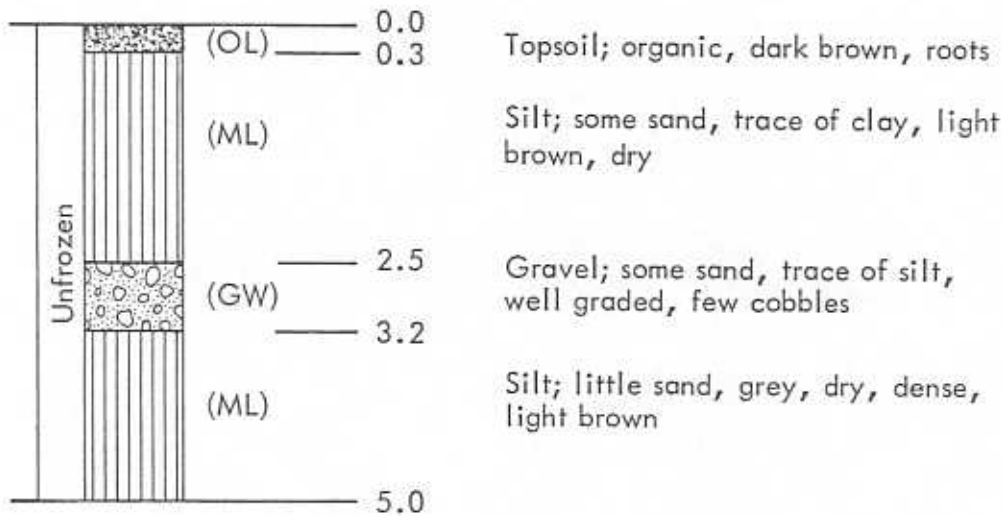 0.0
(OL)
0.3
Topsoil; organic, dark brown, roots
(ML)
Silt; some sand, trace of clay, light
brown, dry
Unfrozen
2.5
(GW)
Gravel; some sand, trace of silt,
well graded, few cobbles
3.2
(ML)
Silt; little sand, grey, dry, dense,
light brown
5.0